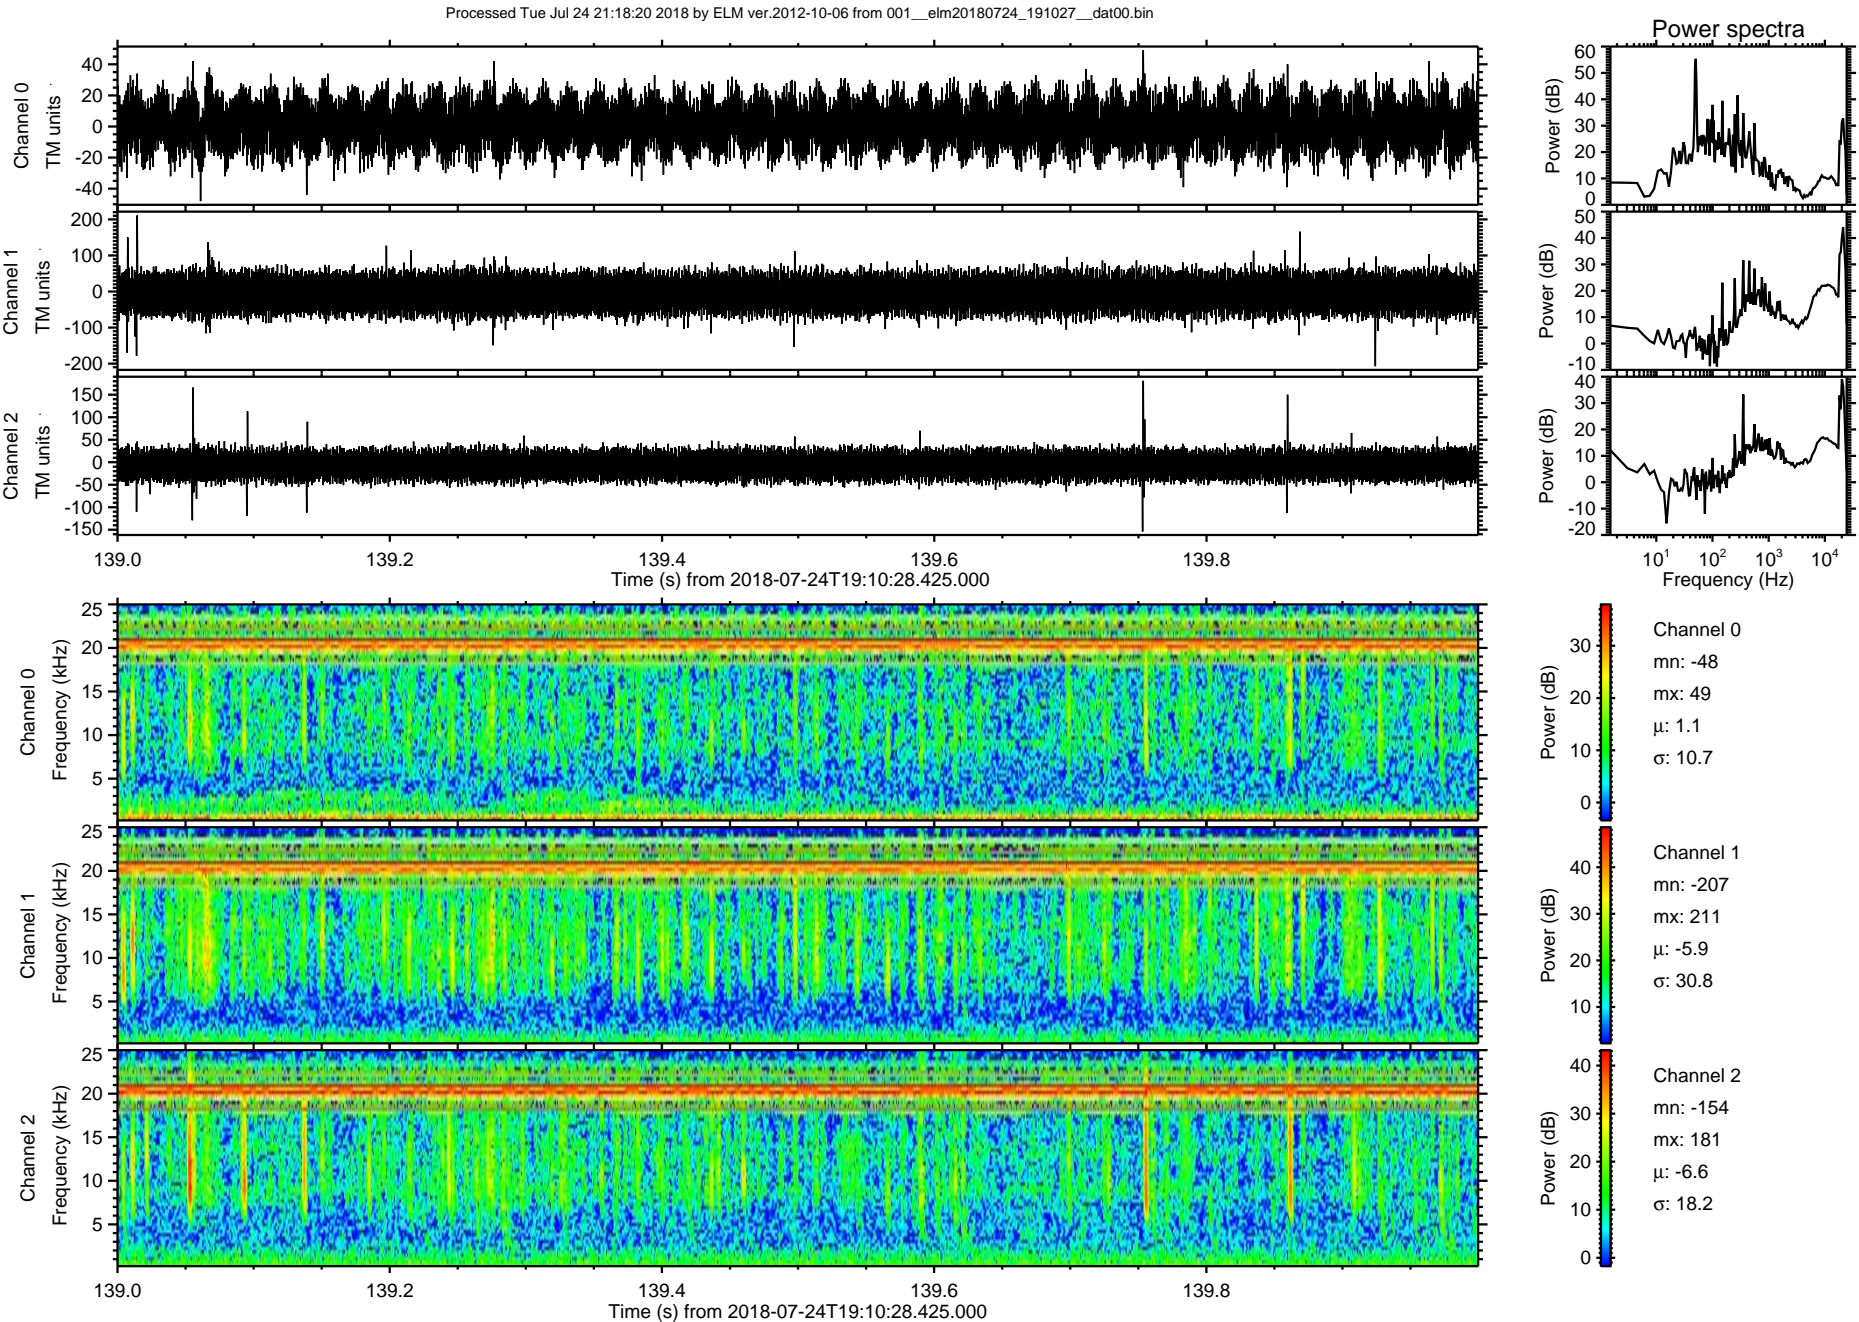 Processed Tue Jul 24 21:18:20 2018 by ELM ver.2012-10-06 from 001__elm20180724_191027__dat00.bin
Power spectra
Channel 0
TM units
40
20
0
-20
-40
Power (dB)
60
50
40
30
20
10
0
Channel 1
TM units
200
100
0
-100
-200
Power (dB)
50
40
30
20
10
0
-10
Channel 2
TM units
150
100
50
0
-50
-100
-150
Power (dB)
40
30
20
10
0
-10
-20
139.0 139.2 139.4 139.6 139.8
Time (s) from 2018-07-24T19:10:28.425.000
10¹ 10² 10³ 10⁴
Frequency (Hz)
Channel 0
Frequency (kHz)
25
20
15
10
5
Power (dB)
30
20
10
0
Channel 0
mn: -48
mx: 49
μ: 1.1
σ: 10.7
Channel 1
Frequency (kHz)
25
20
15
10
5
Power (dB)
40
30
20
10
Channel 1
mn: -207
mx: 211
μ: -5.9
σ: 30.8
Channel 2
Frequency (kHz)
25
20
15
10
5
Power (dB)
40
30
20
10
0
Channel 2
mn: -154
mx: 181
μ: -6.6
σ: 18.2
139.0 139.2 139.4 139.6 139.8
Time (s) from 2018-07-24T19:10:28.425.000